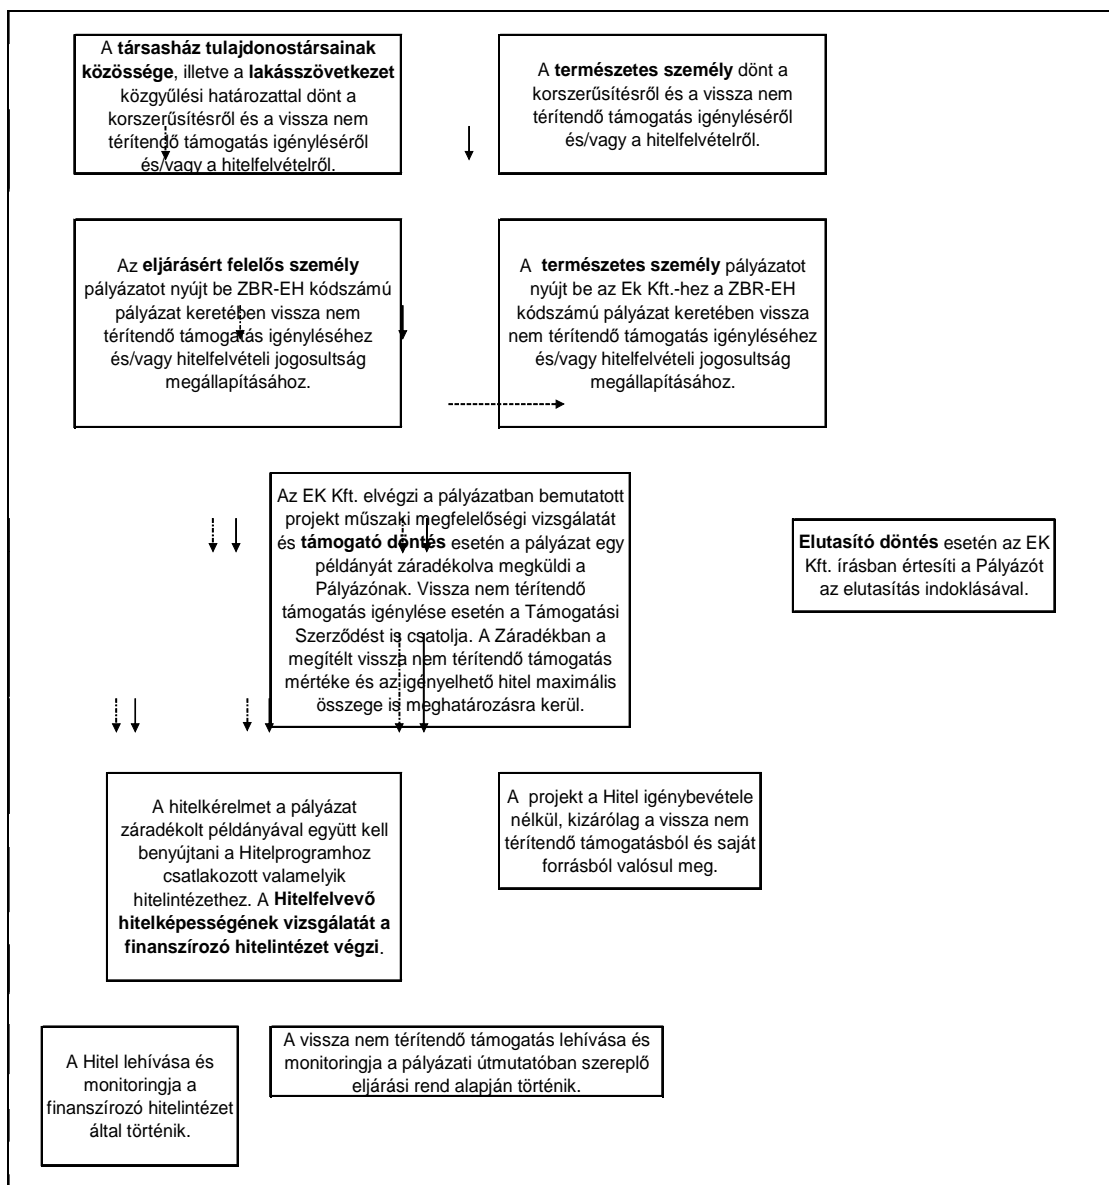 A társasház tulajdonostársainak
közössége, illetve a lakásszövetkezet
közgyűlési határozattal dönt a
korszerűsítésről és a vissza nem
térítendő támogatás igényléséről
és/vagy a hitelfelvételről.
A természetes személy dönt a
korszerűsítésről és a vissza nem
térítendő támogatás igényléséről
és/vagy a hitelfelvételről.
Az eljárásért felelős személy
pályázatot nyújt be ZBR-EH kódszámú
pályázat keretében vissza nem
térítendő támogatás igényléséhez
és/vagy hitelfelvételi jogosultság
megállapításához.
A természetes személy pályázatot
nyújt be az Ek Kft.-hez a ZBR-EH
kódszámú pályázat keretében vissza
nem térítendő támogatás igényléséhez
és/vagy hitelfelvételi jogosultság
megállapításához.
Az EK Kft. elvégzi a pályázatban bemutatott
projekt műszaki megfelelőségi vizsgálatát
és támogató döntés esetén a pályázat egy
példányát záradékolva megküldi a
Pályázónak. Vissza nem térítendő
támogatás igénylése esetén a Támogatási
Szerződést is csatolja. A Záradékban a
megítélt vissza nem térítendő támogatás
mértéke és az igényelhető hitel maximális
összege is meghatározásra kerül.
Elutasító döntés esetén az EK
Kft. írásban értesíti a Pályázót
az elutasítás indoklásával.
A hitelkérelmet a pályázat
záradékolt példányával együtt kell
benyújtani a Hitelprogramhoz
csatlakozott valamelyik
hitelintézethez. A Hitelfelvevő
hitelképességének vizsgálatát a
finanszírozó hitelintézet végzi.
A projekt a Hitel igénybevétele
nélkül, kizárólag a vissza nem
térítendő támogatásból és saját
forrásból valósul meg.
A Hitel lehívása és
monitoringja a
finanszírozó hitelintézet
által történik.
A vissza nem térítendő támogatás lehívása és
monitoringja a pályázati útmutatóban szereplő
eljárási rend alapján történik.